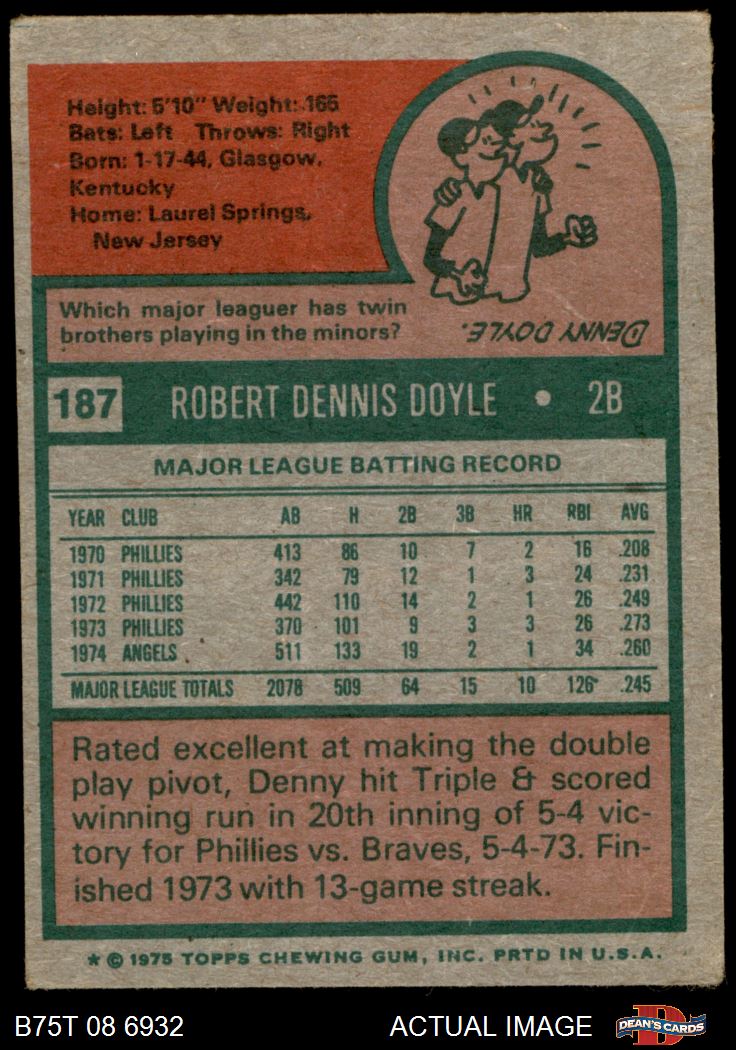 Height: 5'10" Weight: 165
Bats: Left Throws: Right
Born: 1-17-44, Glasgow,
Kentucky
Home: Laurel Springs,
New Jersey
Which major leaguer has twin
brothers playing in the minors?
DENNY DOYLE.
187 ROBERT DENNIS DOYLE • 2B
MAJOR LEAGUE BATTING RECORD
YEAR CLUB AB H 2B 3B HR RBI AVG
1970 PHILLIES 413 86 10 7 2 16 .208
1971 PHILLIES 342 79 12 1 3 24 .231
1972 PHILLIES 442 110 14 2 1 26 .249
1973 PHILLIES 370 101 9 3 3 26 .273
1974 ANGELS 511 133 19 2 1 34 .260
MAJOR LEAGUE TOTALS 2078 509 64 15 10 126 .245
Rated excellent at making the double
play pivot, Denny hit Triple & scored
winning run in 20th inning of 5-4 vic-
tory for Phillies vs. Braves, 5-4-73. Fin-
ished 1973 with 13-game streak.
* © 1975 TOPPS CHEWING GUM, INC. PRTD IN U.S.A.
B75T 08 6932 ACTUAL IMAGE D DEAN'S CARDS